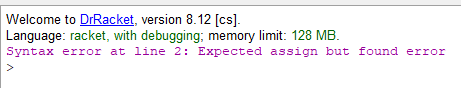 Welcome to DrRacket, version 8.12 [cs].
Language: racket, with debugging; memory limit: 128 MB.
Syntax error at line 2: Expected assign but found error
>